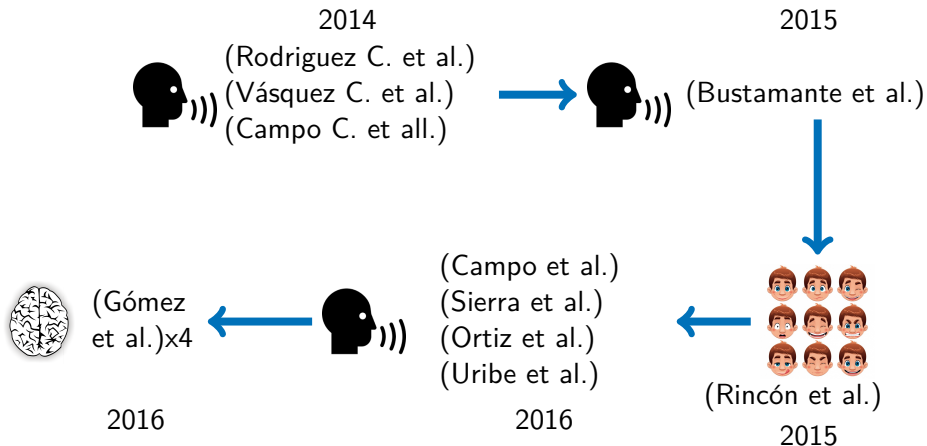 2014
(Rodriguez C. et al.)
(Vásquez C. et al.)
(Campo C. et all.)
2015
(Bustamante et al.)
(Rincón et al.)
2015
(Campo et al.)
(Sierra et al.)
(Ortiz et al.)
(Uribe et al.)
2016
(Gómez
et al.)x4
2016